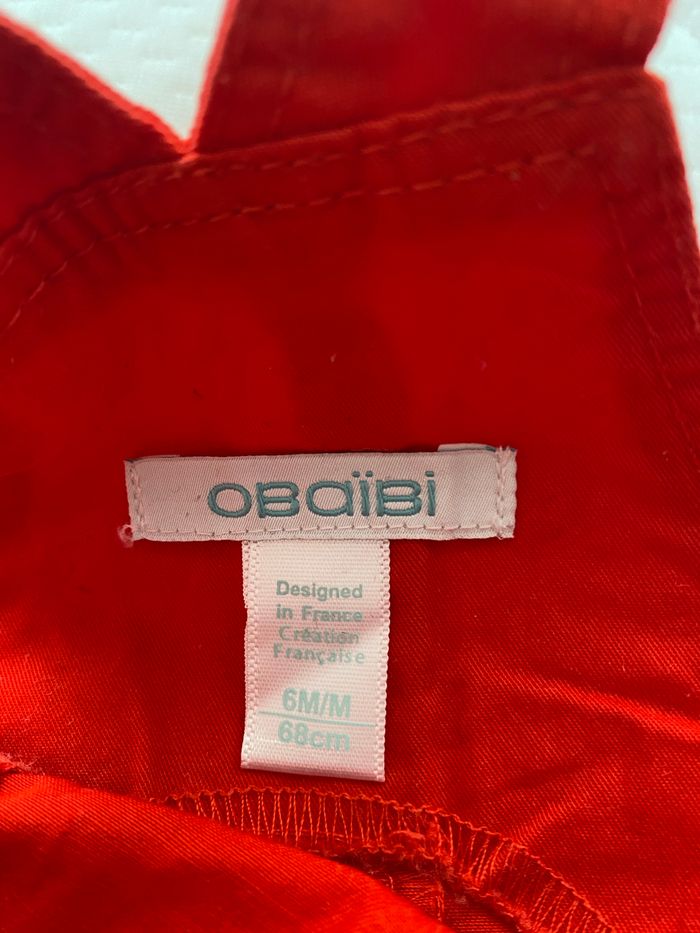 OBaïBi
Designed
in France
Création
Française
6M/M
68cm